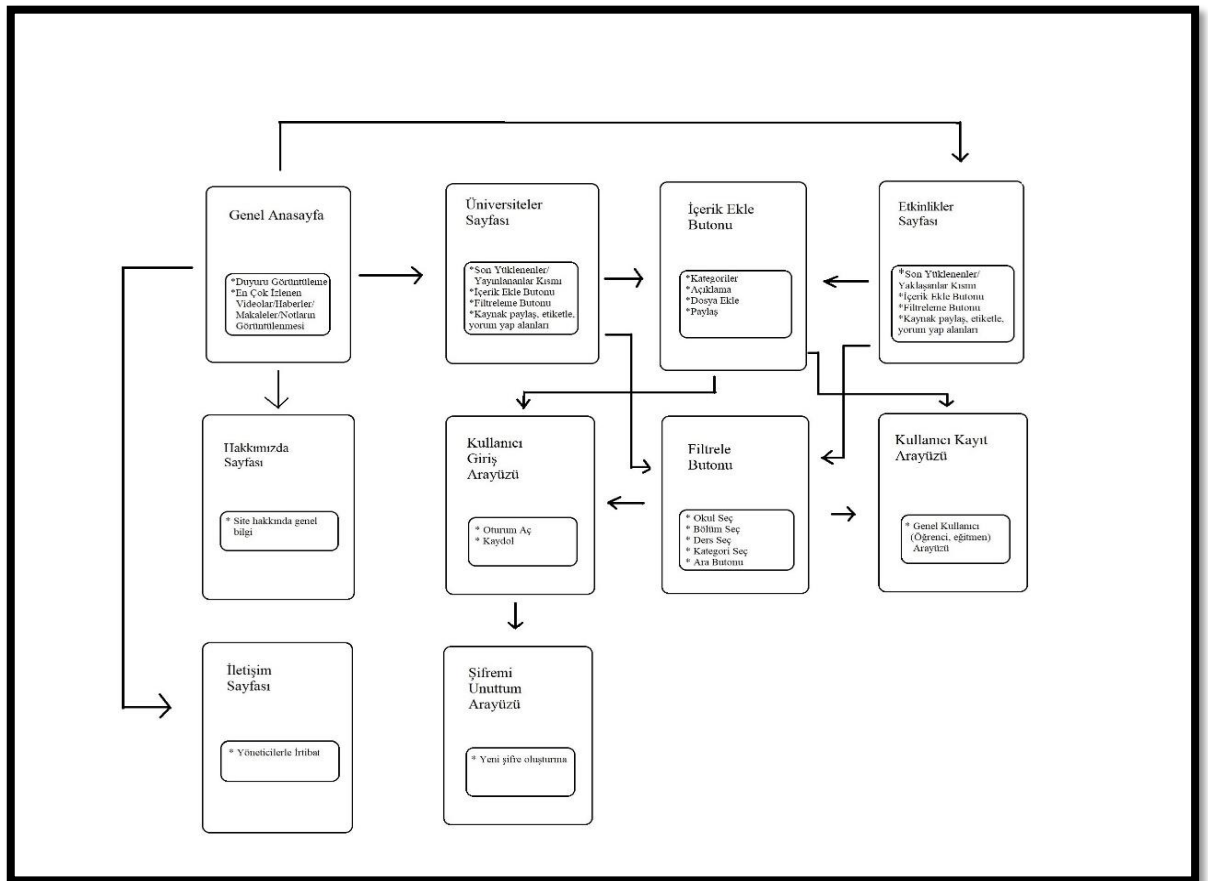 Genel Anasayfa
*Duyuru Görüntüleme
*En Çok İzlenen
Videolar/Haberler/
Makaleler/Notların
Görüntülenmesi
Üniversiteler
Sayfası
*Son Yüklenenler/
Yayınlananlar Kısmı
*İçerik Ekle Butonu
*Filtreleme Butonu
*Kaynak paylaş, etiketle,
yorum yap alanları
İçerik Ekle
Butonu
*Kategoriler
*Açıklama
*Dosya Ekle
*Paylaş
Etkinlikler
Sayfası
*Son Yüklenenler/
Yaklaşanlar Kısmı
*İçerik Ekle Butonu
*Filtreleme Butonu
*Kaynak paylaş, etiketle,
yorum yap alanları
Hakkımızda
Sayfası
* Site hakkında genel
bilgi
Kullanıcı
Giriş
Arayüzü
* Oturum Aç
* Kaydol
Filtrele
Butonu
* Okul Seç
* Bölüm Seç
* Ders Seç
* Kategori Seç
* Ara Butonu
Kullanıcı Kayıt
Arayüzü
* Genel Kullanıcı
(Öğrenci, eğitmen)
Arayüzü
İletişim
Sayfası
* Yöneticilerle İrtibat
Şifremi
Unuttum
Arayüzü
* Yeni şifre oluşturma